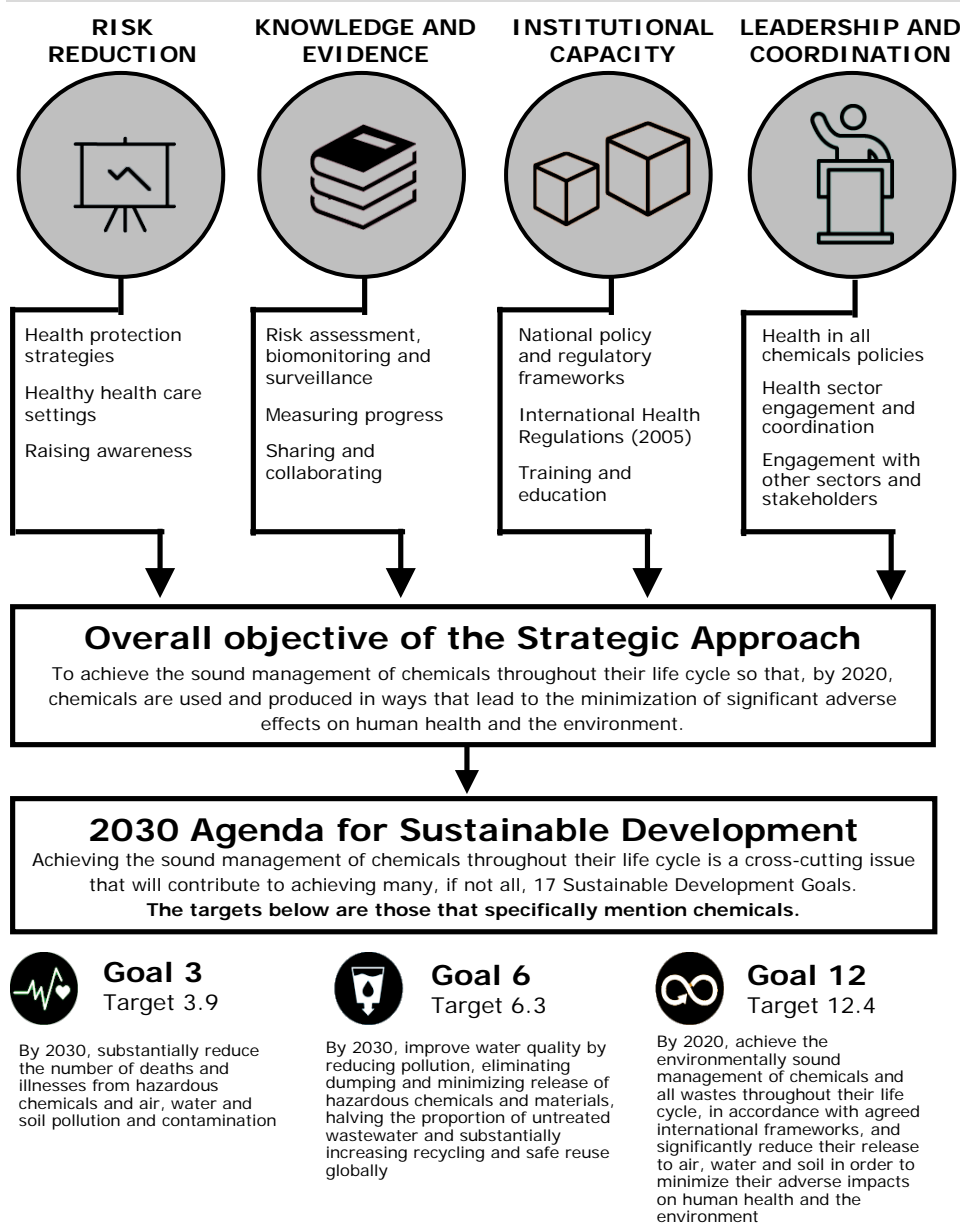 RISK
REDUCTION
KNOWLEDGE AND
EVIDENCE
INSTITUTIONAL
CAPACITY
LEADERSHIP AND
COORDINATION
Health protection
strategies
Healthy health care
settings
Raising awareness
Risk assessment,
biomonitoring and
surveillance
Measuring progress
Sharing and
collaborating
National policy
and regulatory
frameworks
International Health
Regulations (2005)
Training and
education
Health in all
chemicals policies
Health sector
engagement and
coordination
Engagement with
other sectors and
stakeholders
Overall objective of the Strategic Approach
To achieve the sound management of chemicals throughout their life cycle so that, by 2020,
chemicals are used and produced in ways that lead to the minimization of significant adverse
effects on human health and the environment.
2030 Agenda for Sustainable Development
Achieving the sound management of chemicals throughout their life cycle is a cross-cutting issue
that will contribute to achieving many, if not all, 17 Sustainable Development Goals.
The targets below are those that specifically mention chemicals.
Goal 3
Target 3.9
By 2030, substantially reduce
the number of deaths and
illnesses from hazardous
chemicals and air, water and
soil pollution and contamination
Goal 6
Target 6.3
By 2030, improve water quality by
reducing pollution, eliminating
dumping and minimizing release of
hazardous chemicals and materials,
halving the proportion of untreated
wastewater and substantially
increasing recycling and safe reuse
globally
Goal 12
Target 12.4
By 2020, achieve the
environmentally sound
management of chemicals and
all wastes throughout their life
cycle, in accordance with agreed
international frameworks, and
significantly reduce their release
to air, water and soil in order to
minimize their adverse impacts
on human health and the
environment